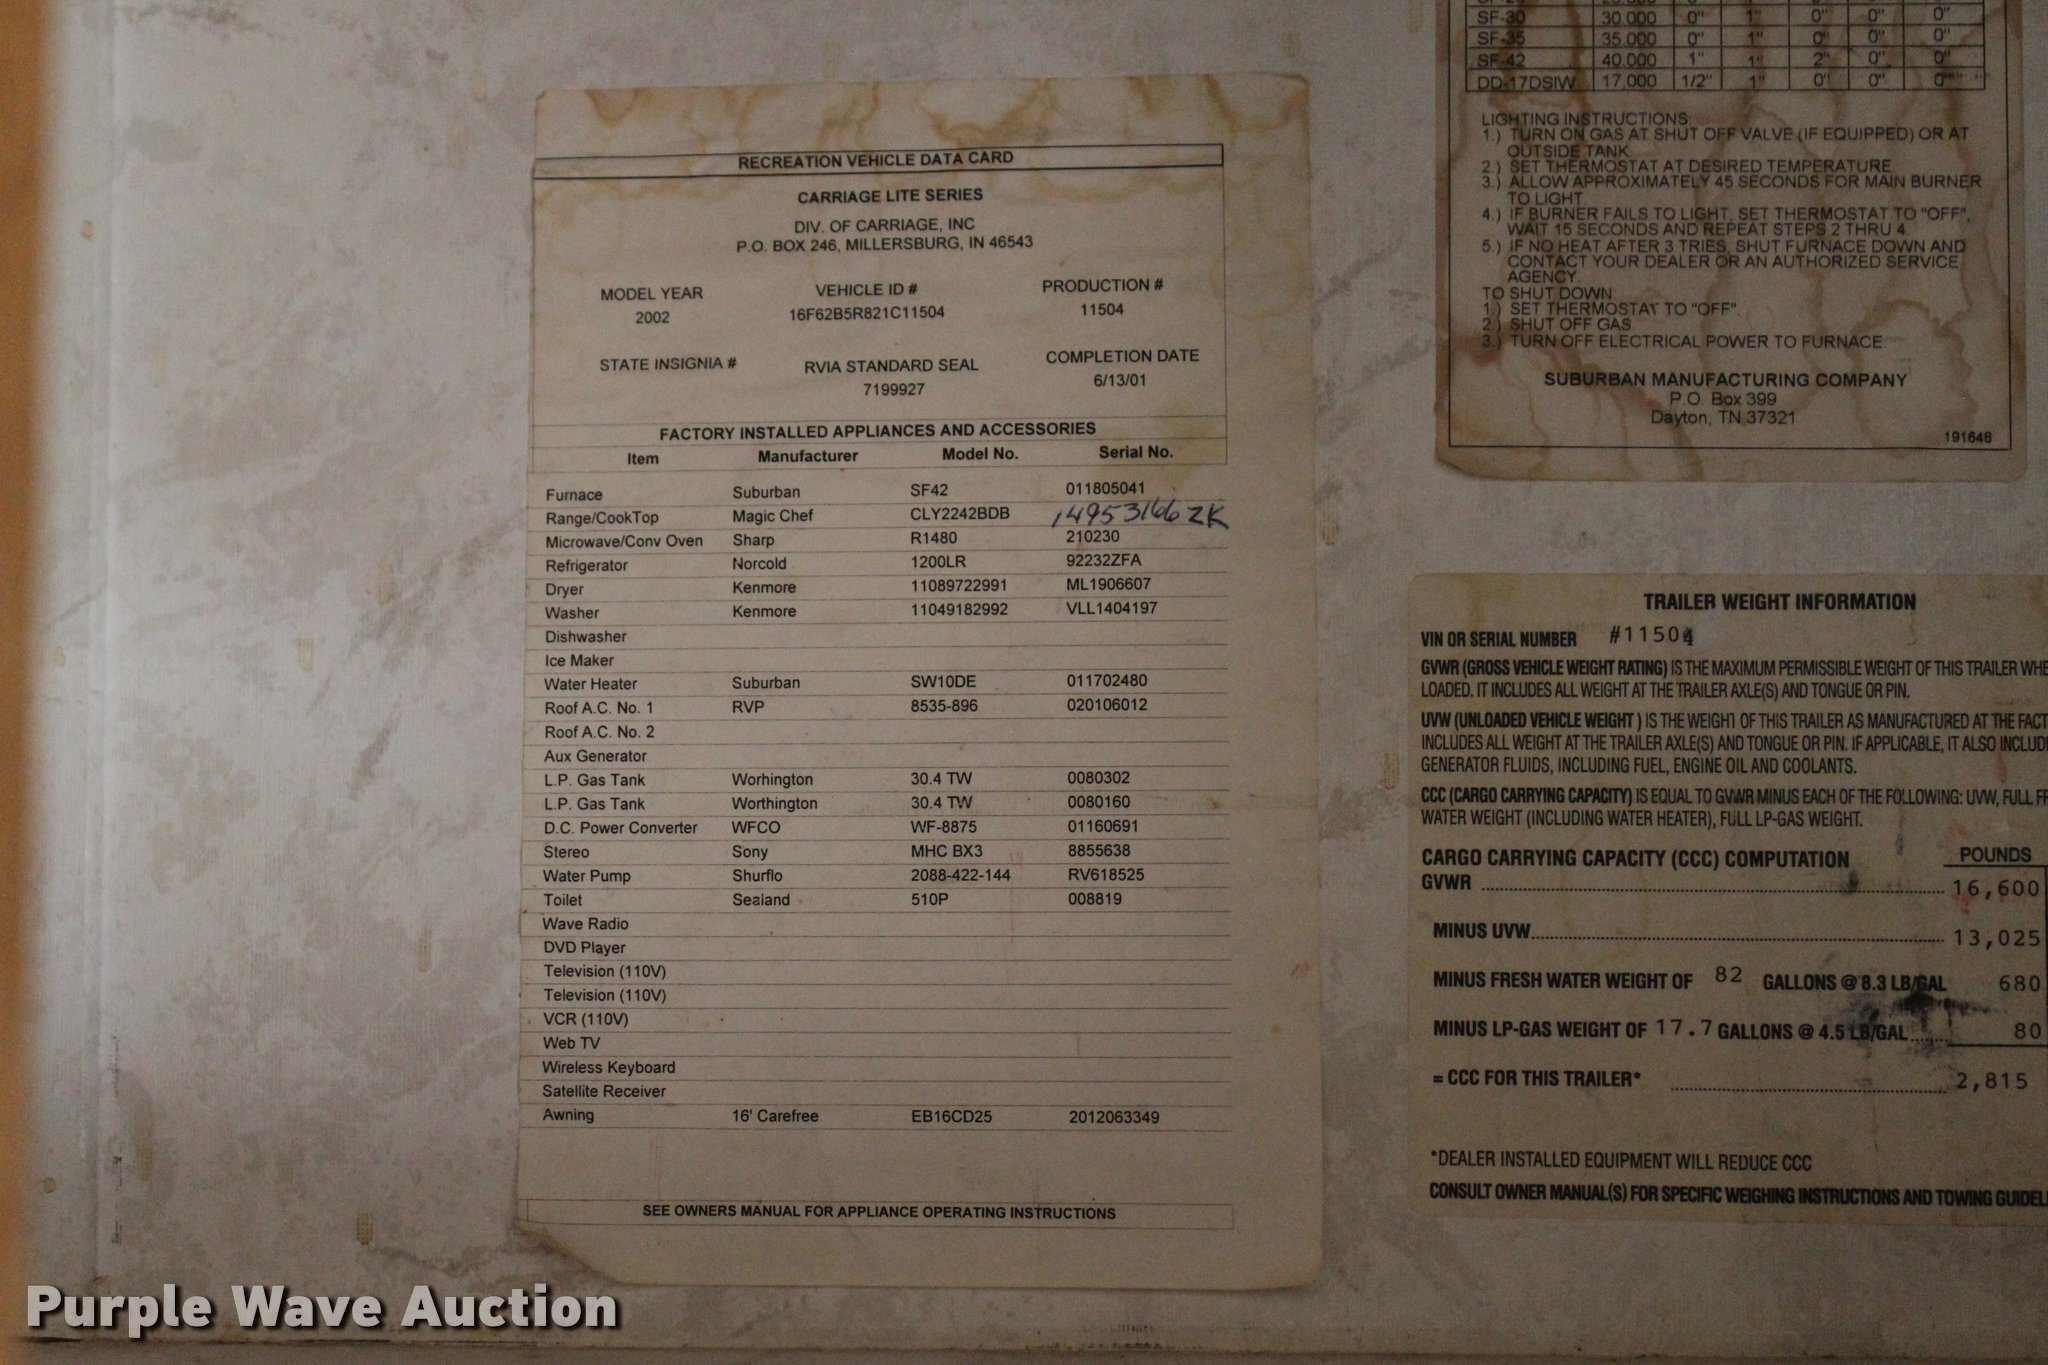 RECREATION VEHICLE DATA CARD
CARRIAGE LITE SERIES
DIV. OF CARRIAGE, INC
P.O. BOX 246, MILLERSBURG, IN 46543
MODEL YEAR VEHICLE ID # PRODUCTION #
2002 16F62B5R821C11504 11504
STATE INSIGNIA # RVIA STANDARD SEAL COMPLETION DATE
7199927 6/13/01
FACTORY INSTALLED APPLIANCES AND ACCESSORIES
Item Manufacturer Model No. Serial No.
Furnace Suburban SF42 011805041
Range/CookTop Magic Chef CLY2242BDB 14953166ZK
Microwave/Conv Oven Sharp R1480 210230
Refrigerator Norcold 1200LR 92232ZFA
Dryer Kenmore 11089722991 ML1906607
Washer Kenmore 11049182992 VLL1404197
Dishwasher
Ice Maker
Water Heater Suburban SW10DE 011702480
Roof A.C. No. 1 RVP 8535-896 020106012
Roof A.C. No. 2
Aux Generator
L.P. Gas Tank Worhington 30.4 TW 0080302
L.P. Gas Tank Worthington 30.4 TW 0080160
D.C. Power Converter WFCO WF-8875 01160691
Stereo Sony MHC BX3 8855638
Water Pump Shurflo 2088-422-144 RV618525
Toilet Sealand 510P 008819
Wave Radio
DVD Player
Television (110V)
Television (110V)
VCR (110V)
Web TV
Wireless Keyboard
Satellite Receiver
Awning 16' Carefree EB16CD25 2012063349
SEE OWNERS MANUAL FOR APPLIANCE OPERATING INSTRUCTIONS
SF-30 30.000 0" 1" 0" 0" 0"
SF-35 35.000 0" 1" 0" 0" 0"
SF-42 40.000 1" 1" 2" 0" 0"
DD-17DSIW 17,000 1/2" 1" 0" 0" 0"
LIGHTING INSTRUCTIONS:
1.) TURN ON GAS AT SHUT OFF VALVE (IF EQUIPPED) OR AT
OUTSIDE TANK.
2.) SET THERMOSTAT AT DESIRED TEMPERATURE.
3.) ALLOW APPROXIMATELY 45 SECONDS FOR MAIN BURNER
TO LIGHT.
4.) IF BURNER FAILS TO LIGHT, SET THERMOSTAT TO "OFF",
WAIT 15 SECONDS AND REPEAT STEPS 2 THRU 4.
5.) IF NO HEAT AFTER 3 TRIES, SHUT FURNACE DOWN AND
CONTACT YOUR DEALER OR AN AUTHORIZED SERVICE
AGENCY.
TO SHUT DOWN:
1.) SET THERMOSTAT TO "OFF".
2.) SHUT OFF GAS.
3.) TURN OFF ELECTRICAL POWER TO FURNACE.
SUBURBAN MANUFACTURING COMPANY
P.O. Box 399
Dayton, TN 37321
191648
TRAILER WEIGHT INFORMATION
VIN OR SERIAL NUMBER #11504
GVWR (GROSS VEHICLE WEIGHT RATING) IS THE MAXIMUM PERMISSIBLE WEIGHT OF THIS TRAILER WHE
LOADED. IT INCLUDES ALL WEIGHT AT THE TRAILER AXLE(S) AND TONGUE OR PIN.
UVW (UNLOADED VEHICLE WEIGHT ) IS THE WEIGHT OF THIS TRAILER AS MANUFACTURED AT THE FACT
INCLUDES ALL WEIGHT AT THE TRAILER AXLE(S) AND TONGUE OR PIN. IF APPLICABLE, IT ALSO INCLUD
GENERATOR FLUIDS, INCLUDING FUEL, ENGINE OIL AND COOLANTS.
CCC (CARGO CARRYING CAPACITY) IS EQUAL TO GVWR MINUS EACH OF THE FOLLOWING: UVW, FULL FR
WATER WEIGHT (INCLUDING WATER HEATER), FULL LP-GAS WEIGHT.
CARGO CARRYING CAPACITY (CCC) COMPUTATION POUNDS
GVWR 16,600
MINUS UVW 13,025
MINUS FRESH WATER WEIGHT OF 82 GALLONS @ 8.3 LB/GAL 680
MINUS LP-GAS WEIGHT OF 17.7 GALLONS @ 4.5 LB/GAL 80
= CCC FOR THIS TRAILER* 2,815
*DEALER INSTALLED EQUIPMENT WILL REDUCE CCC
CONSULT OWNER MANUAL(S) FOR SPECIFIC WEIGHING INSTRUCTIONS AND TOWING GUIDEL
Purple Wave Auction